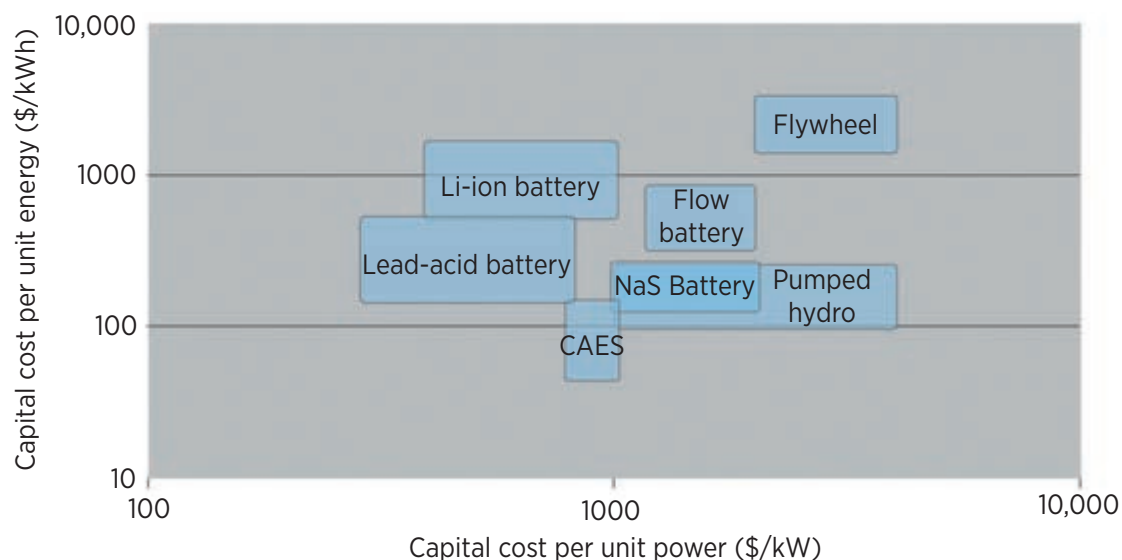 Capital cost per unit energy ($/kWh)
10,000
1000
100
10
Flywheel
Li-ion battery
Flow
battery
Lead-acid battery
NaS Battery
Pumped
hydro
CAES
100
1000
10,000
Capital cost per unit power ($/kW)